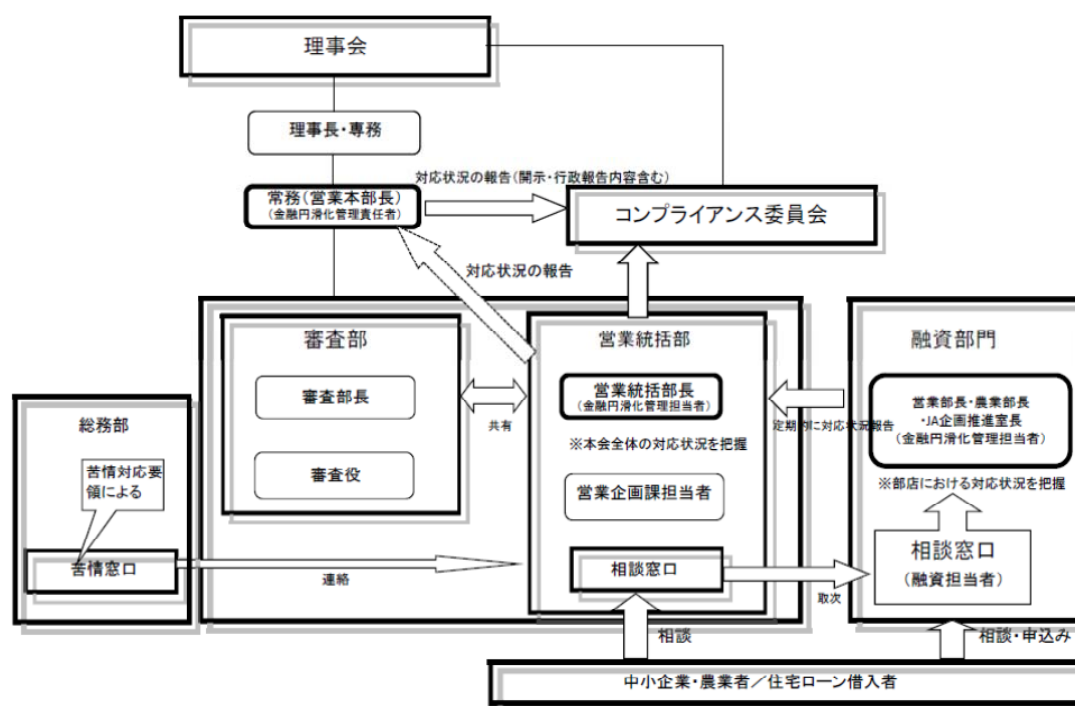 理事会
理事長・専務
対応状況の報告(開示・行政報告内容含む)
常務(営業本部長)
(金融円滑化管理責任者)
コンプライアンス委員会
対応状況の報告
審査部
営業統括部
融資部門
審査部長
審査役
共有
営業統括部長
(金融円滑化管理担当者)
※本会全体の対応状況を把握
営業企画課担当者
相談窓口
定期的に対応状況報告
営業部長・農業部長
・JA企画推進室長
(金融円滑化管理担当者)
※部店における対応状況を把握
相談窓口
(融資担当者)
総務部
苦情対応要
領による
苦情窓口
連絡
取次
相談
相談・申込み
中小企業・農業者/住宅ローン借入者